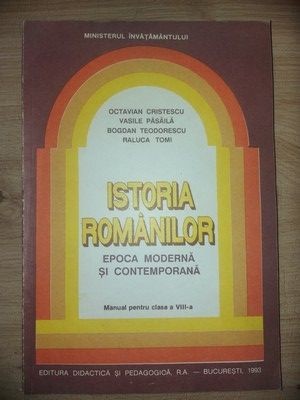 MINISTERUL ÎNVĂȚĂMÂNTULUI
OCTAVIAN CRISTESCU
VASILE PĂSĂILĂ
BOGDAN TEODORESCU
RALUCA TOMI
ISTORIA
ROMÂNILOR
EPOCA MODERNĂ
ȘI CONTEMPORANĂ
Manual pentru clasa a VIII-a
EDITURA DIDACTICĂ ȘI PEDAGOGICĂ, R.A. — BUCUREȘTI, 1993